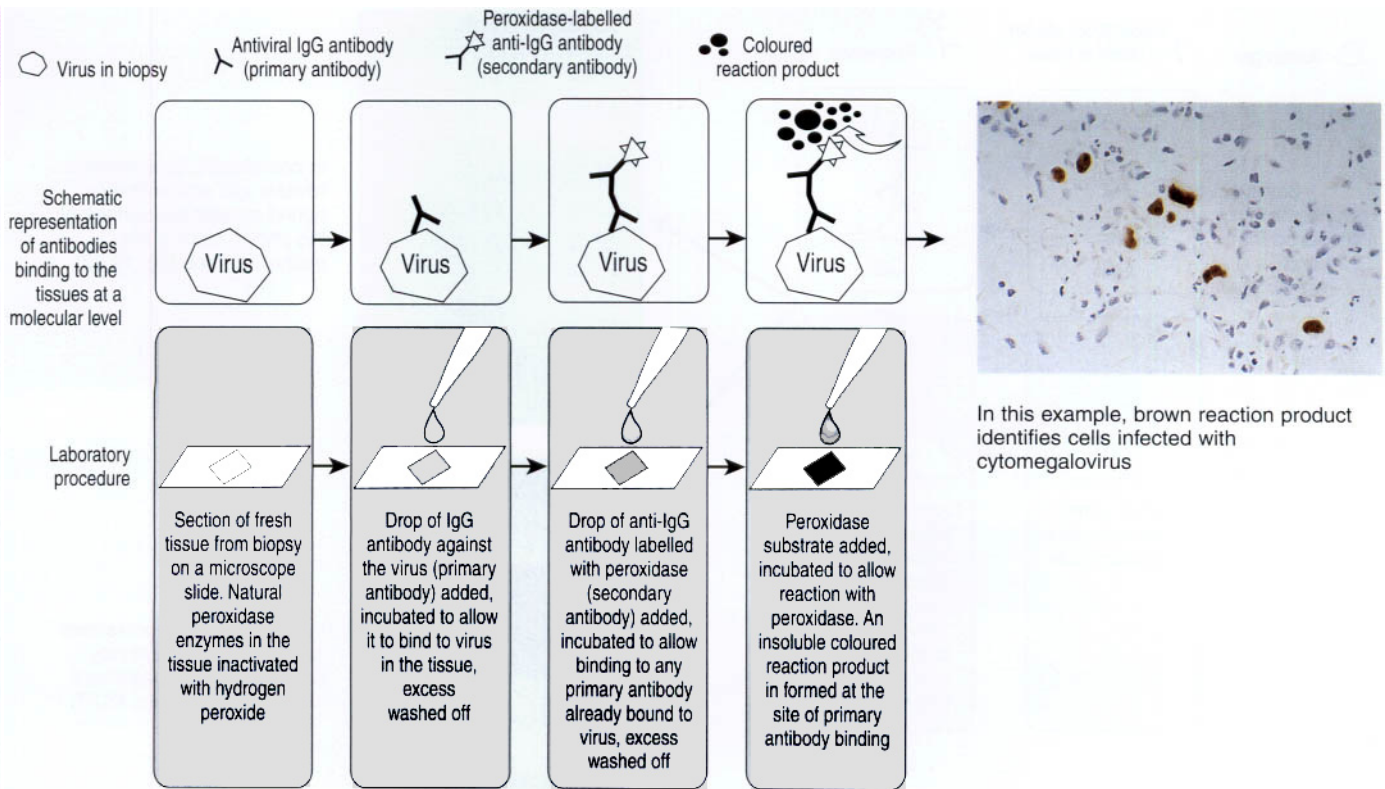 Virus in biopsy
Antiviral IgG antibody
(primary antibody)
Peroxidase-labelled
anti-IgG antibody
(secondary antibody)
Coloured
reaction product
Schematic
representation
of antibodies
binding to the
tissues at a
molecular level
Virus
Virus
Virus
Virus
In this example, brown reaction product
identifies cells infected with
cytomegalovirus
Laboratory
procedure
Section of fresh
tissue from biopsy
on a microscope
slide. Natural
peroxidase
enzymes in the
tissue inactivated
with hydrogen
peroxide
Drop of IgG
antibody against
the virus (primary
antibody) added,
incubated to allow
it to bind to virus
in the tissue,
excess
washed off
Drop of anti-IgG
antibody labelled
with peroxidase
(secondary
antibody) added,
incubated to allow
binding to any
primary antibody
already bound to
virus, excess
washed off
Peroxidase
substrate added,
incubated to allow
reaction with
peroxidase. An
insoluble coloured
reaction product
in formed at the
site of primary
antibody binding